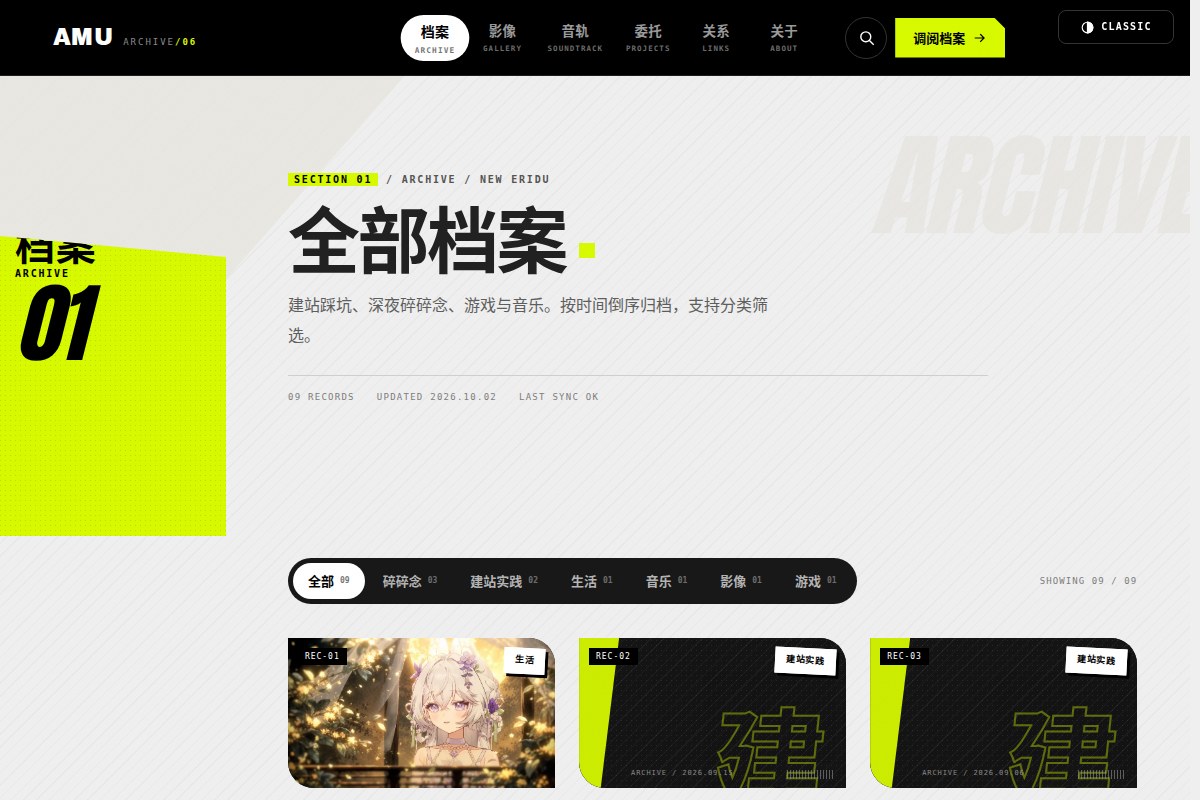 AMU ARCHIVE/06
档案 影像 音轨 委托 关系 关于
ARCHIVE GALLERY SOUNDTRACK PROJECTS LINKS ABOUT
调阅档案 →
CLASSIC
ARCHIVE
SECTION 01 / ARCHIVE / NEW ERIDU
全部档案
档案
ARCHIVE
01
建站踩坑、深夜碎碎念、游戏与音乐。按时间倒序归档，支持分类筛
选。
09 RECORDS UPDATED 2026.10.02 LAST SYNC OK
全部 09 碎碎念 03 建站实践 02 生活 01 音乐 01 影像 01 游戏 01
SHOWING 09 / 09
REC-01 生活
REC-02 建站实践
建
ARCHIVE / 2026.09
REC-03 建站实践
建
ARCHIVE / 2026.09